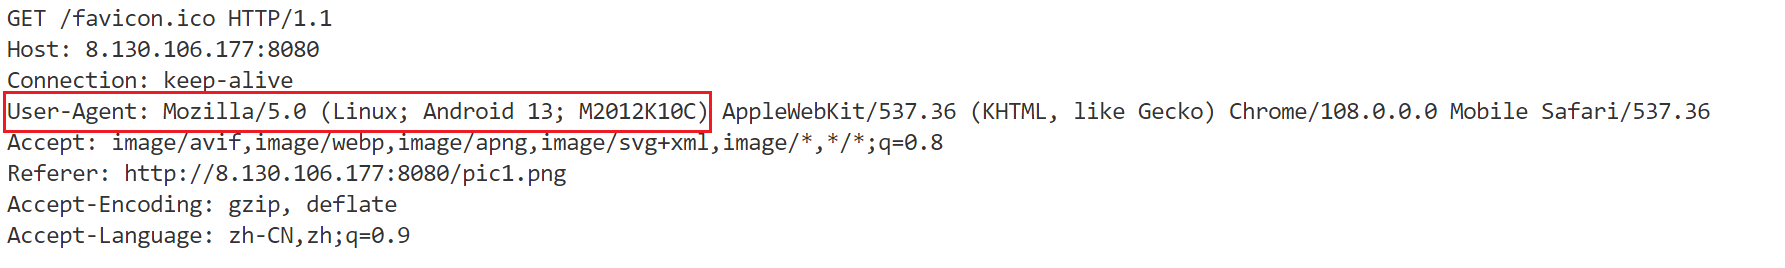 GET /favicon.ico HTTP/1.1
Host: 8.130.106.177:8080
Connection: keep-alive
User-Agent: Mozilla/5.0 (Linux; Android 13; M2012K10C) AppleWebKit/537.36 (KHTML, like Gecko) Chrome/108.0.0.0 Mobile Safari/537.36
Accept: image/avif,image/webp,image/apng,image/svg+xml,image/*,*/*;q=0.8
Referer: http://8.130.106.177:8080/pic1.png
Accept-Encoding: gzip, deflate
Accept-Language: zh-CN,zh;q=0.9